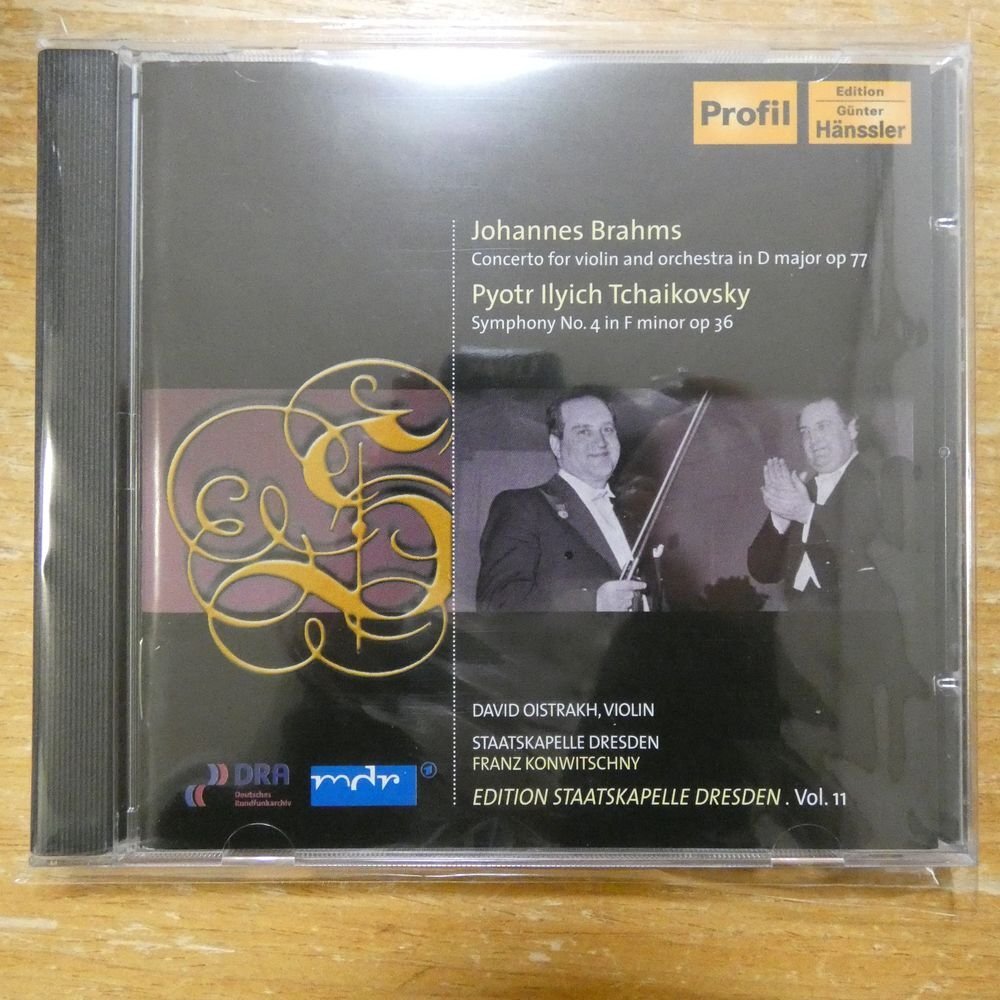 Profil
Edition
Günter
Hänssler
Johannes Brahms
Concerto for violin and orchestra in D major op 77
Pyotr Ilyich Tchaikovsky
Symphony No. 4 in F minor op 36
DAVID OISTRAKH, VIOLIN
STAATSKAPELLE DRESDEN
FRANZ KONWITSCHNY
EDITION STAATSKAPELLE DRESDEN . Vol. 11
DRA
Deutsches
Rundfunkarchiv
mdr